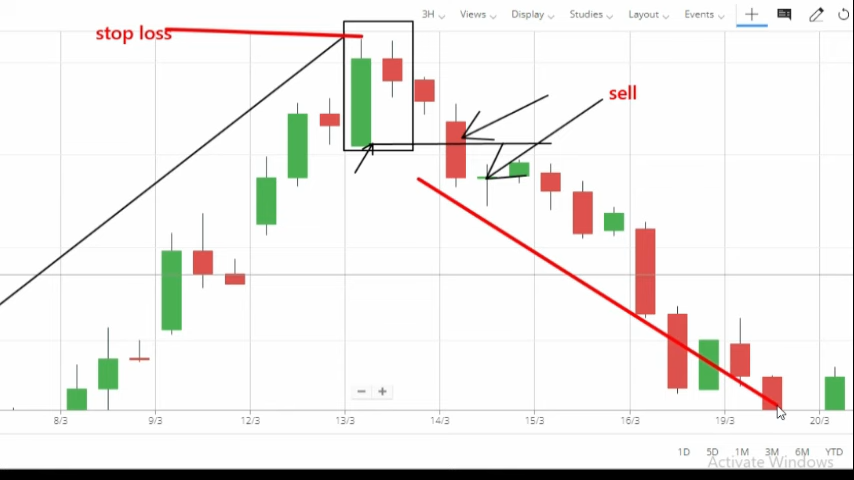 3H Views Display Studies Layout Events
stop loss
sell
8/3 9/3 12/3 13/3 14/3 15/3 16/3 19/3 20/3
1D 5D 1M 3M 6M YTD
Activate Windows